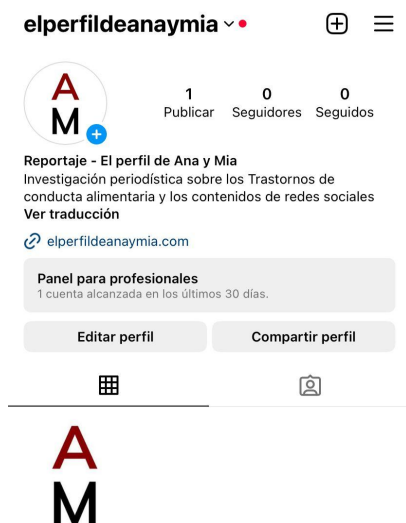 elperfildeanaymia
A
M
1
Publicar
0
Seguidores
0
Seguidos
Reportaje - El perfil de Ana y Mia
Investigación periodística sobre los Trastornos de
conducta alimentaria y los contenidos de redes sociales
Ver traducción
elperfildeanaymia.com
Panel para profesionales
1 cuenta alcanzada en los últimos 30 días.
Editar perfil
Compartir perfil
A
M